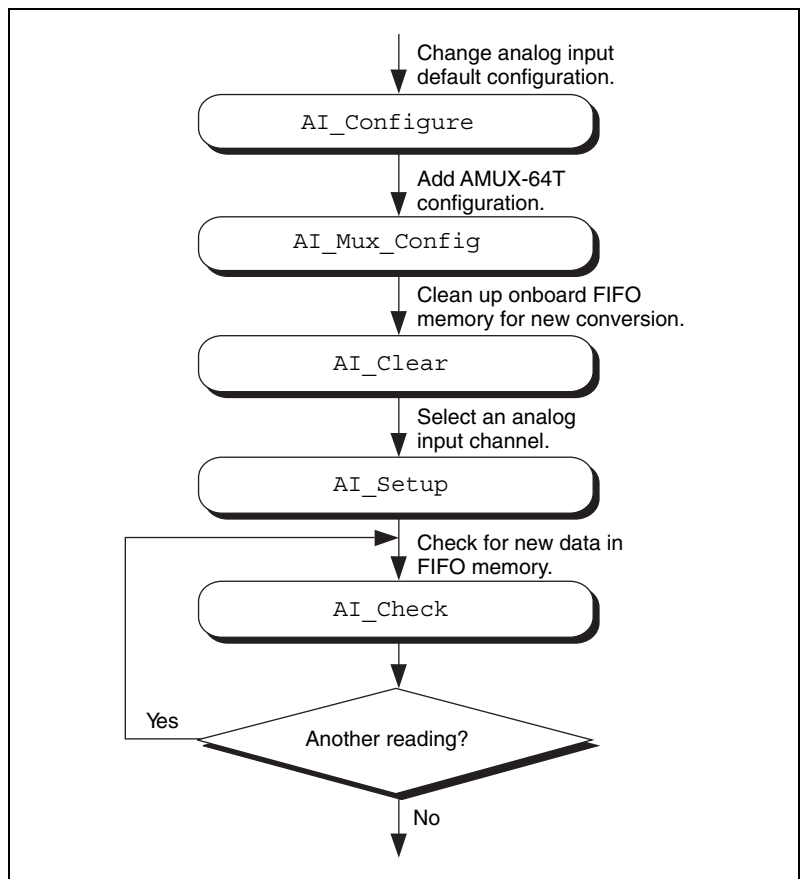 Change analog input
default configuration.
AI_Configure
Add AMUX-64T
configuration.
AI_Mux_Config
Clean up onboard FIFO
memory for new conversion.
AI_Clear
Select an analog
input channel.
AI_Setup
Check for new data in
FIFO memory.
AI_Check
Yes
Another reading?
No